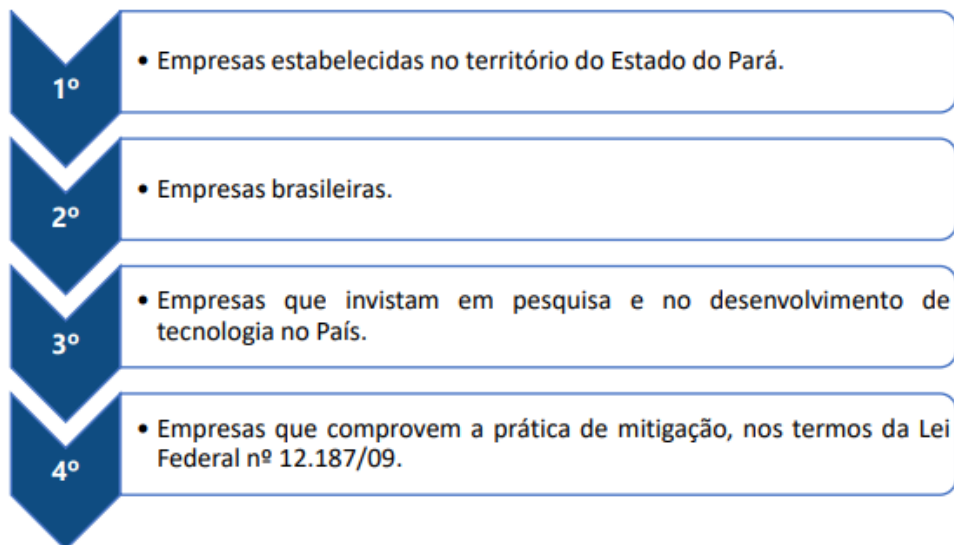 1º
• Empresas estabelecidas no território do Estado do Pará.
2º
• Empresas brasileiras.
3º
• Empresas que invistam em pesquisa e no desenvolvimento de
tecnologia no País.
4º
• Empresas que comprovem a prática de mitigação, nos termos da Lei
Federal nº 12.187/09.